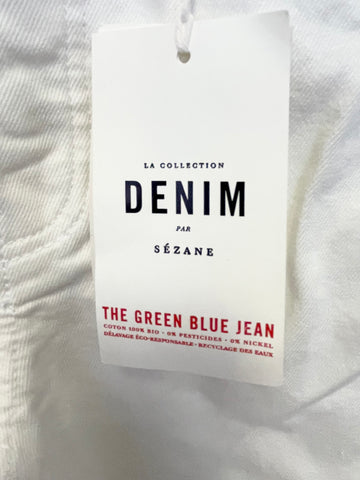 LA COLLECTION
DENIM
PAR
SÉZANE
THE GREEN BLUE JEAN
COTON 100% BIO - 0% PESTICIDES - 0% NICKEL
DÉLAVAGE ÉCO-RESPONSABLE - RECYCLAGE DES EAUX